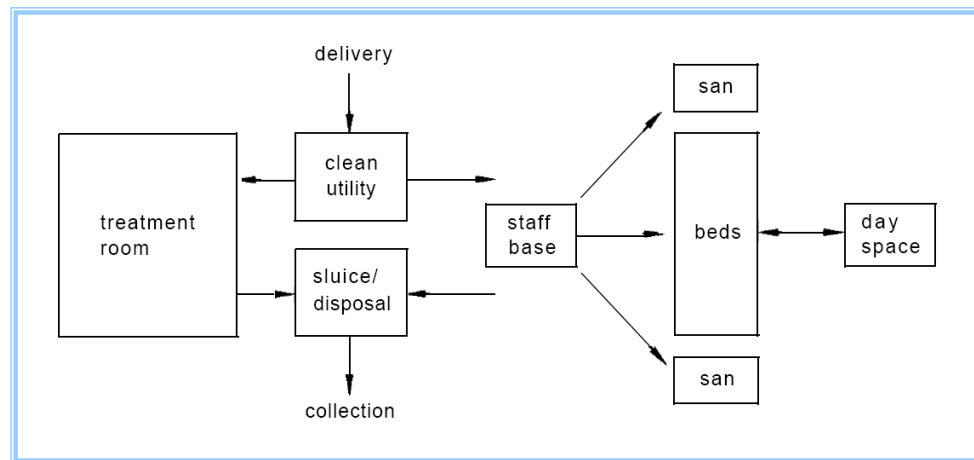 delivery
san
clean
utility
treatment
room
staff
base
beds
day
space
sluice/
disposal
san
collection